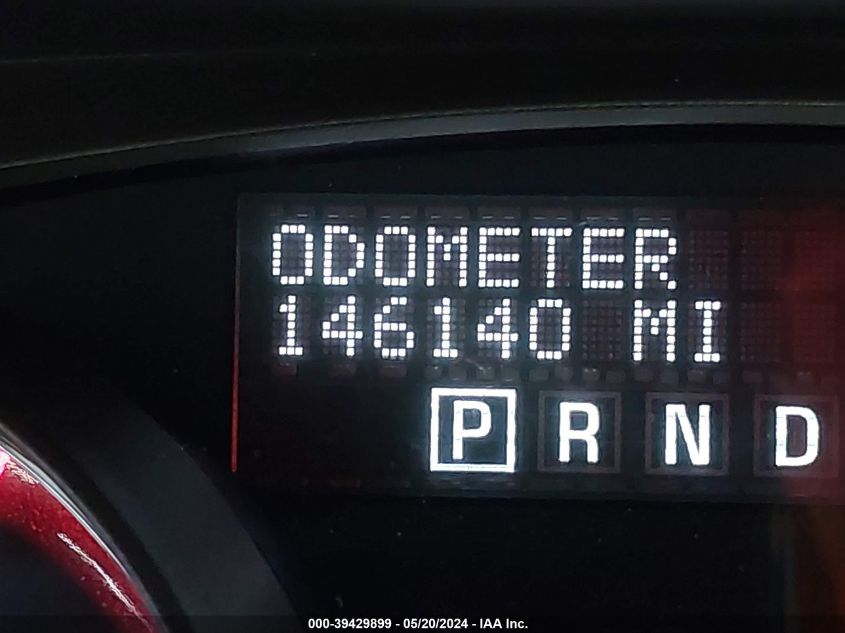 ODOMETER
146140 MI
P R N D
000-39429899 - 05/20/2024 - IAA Inc.